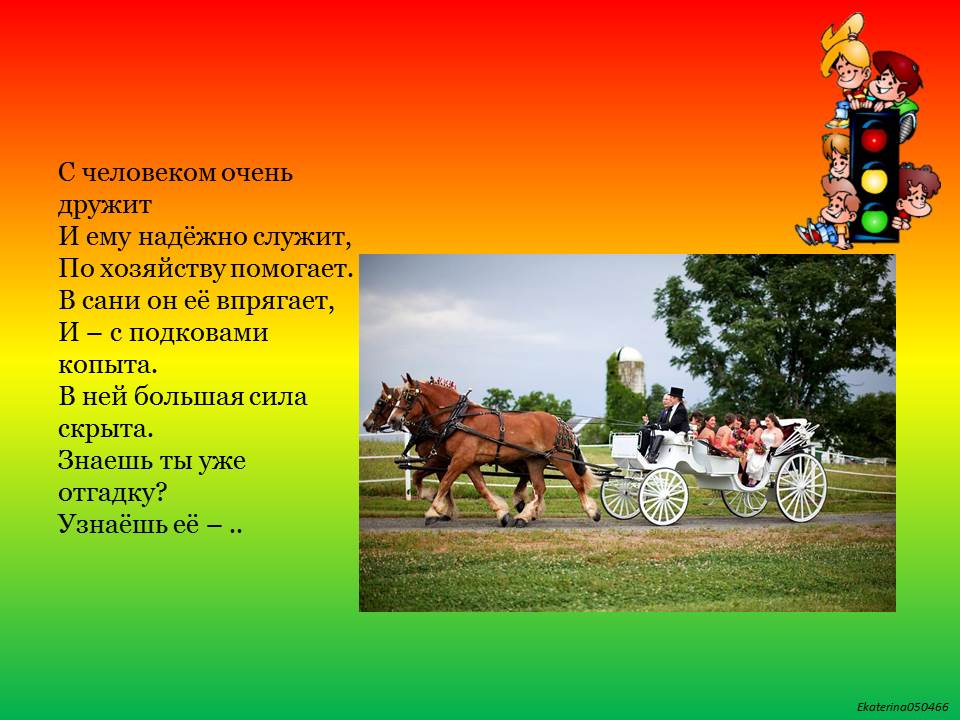 С человеком очень
дружит
И ему надёжно служит,
По хозяйству помогает.
В сани он её впрягает,
И – с подковами
копыта.
В ней большая сила
скрыта.
Знаешь ты уже
отгадку?
Узнаёшь её – ..
Ekaterina050466